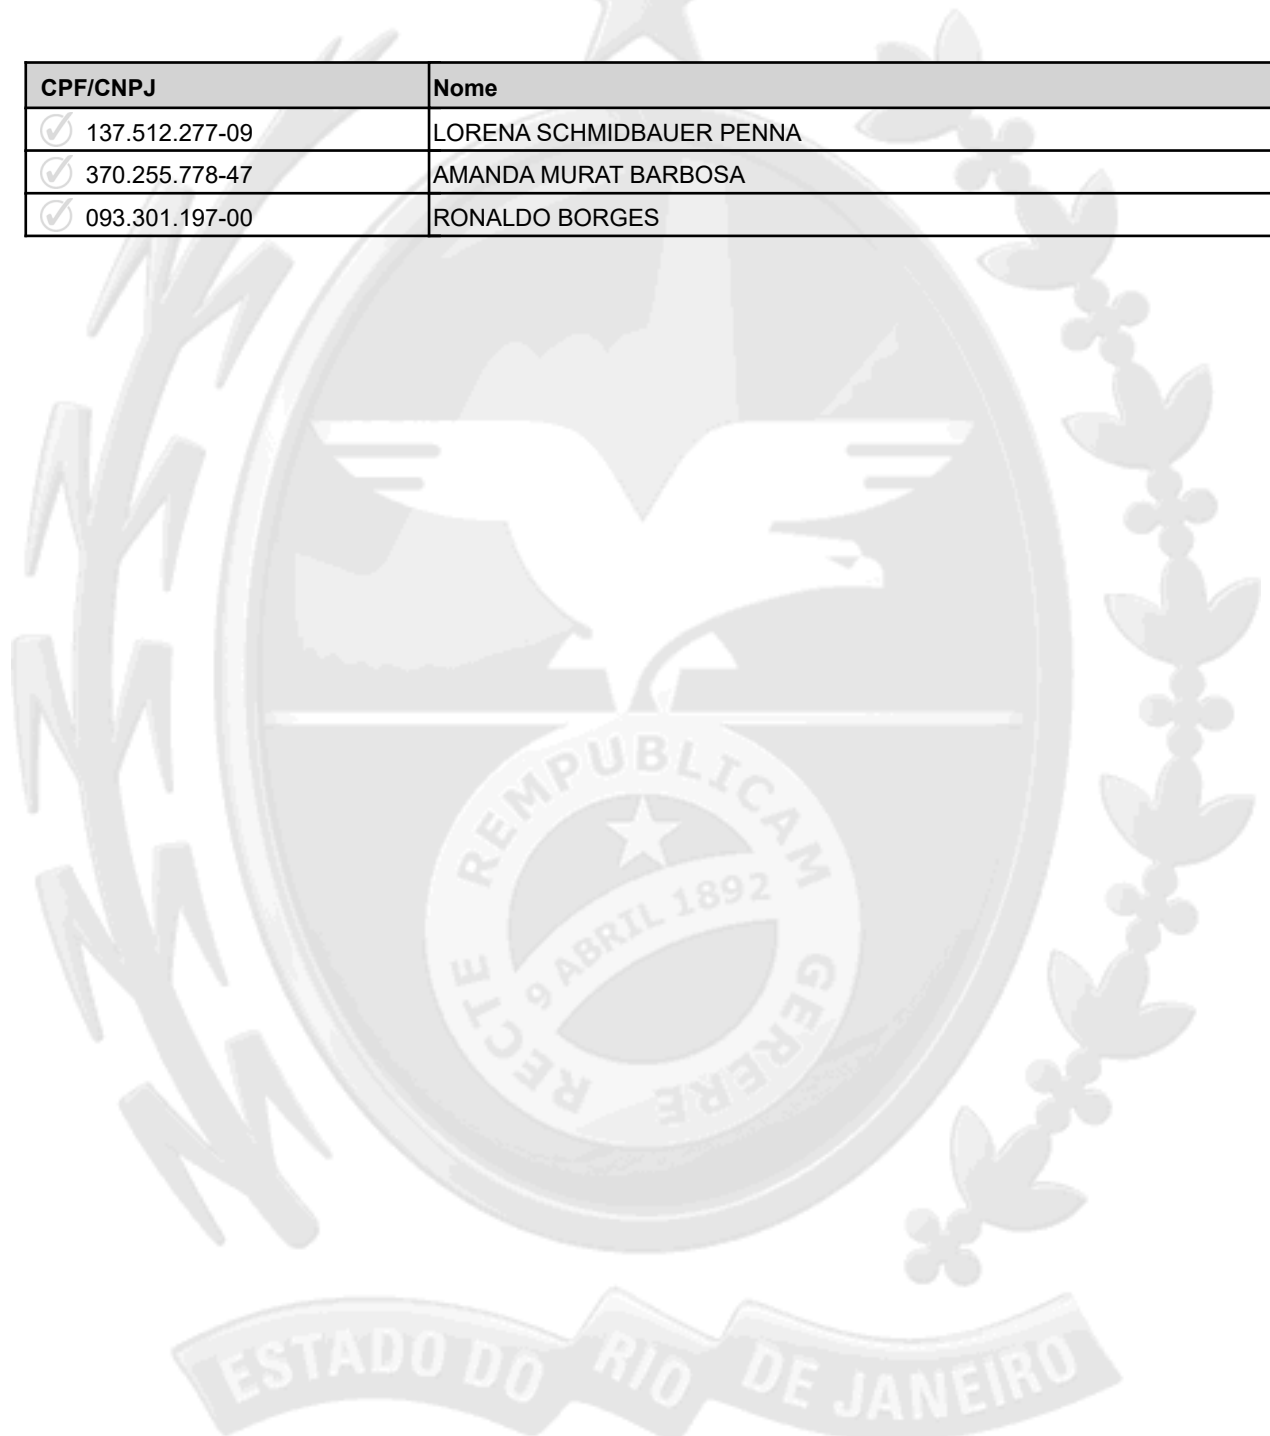 CPF/CNPJ Nome
137.512.277-09 LORENA SCHMIDBAUER PENNA
370.255.778-47 AMANDA MURAT BARBOSA
093.301.197-00 RONALDO BORGES
REMPUBLICAM
9 ABRIL 1892
RECTE GERERE
ESTADO DO RIO DE JANEIRO